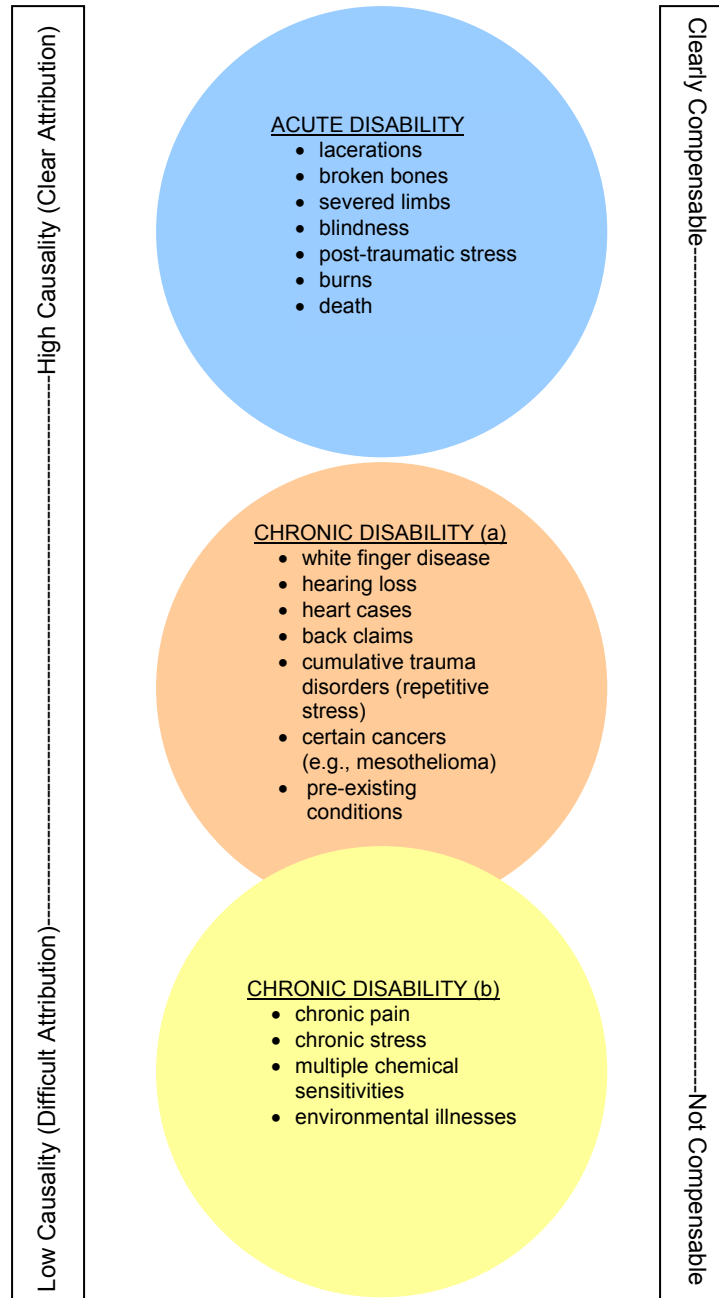 Low Causality (Difficult Attribution)----------------------------High Causality (Clear Attribution)
ACUTE DISABILITY
• lacerations
• broken bones
• severed limbs
• blindness
• post-traumatic stress
• burns
• death
CHRONIC DISABILITY (a)
• white finger disease
• hearing loss
• heart cases
• back claims
• cumulative trauma
disorders (repetitive
stress)
• certain cancers
(e.g., mesothelioma)
• pre-existing
conditions
CHRONIC DISABILITY (b)
• chronic pain
• chronic stress
• multiple chemical
sensitivities
• environmental illnesses
Clearly Compensable--------------------------------------------------------Not Compensable